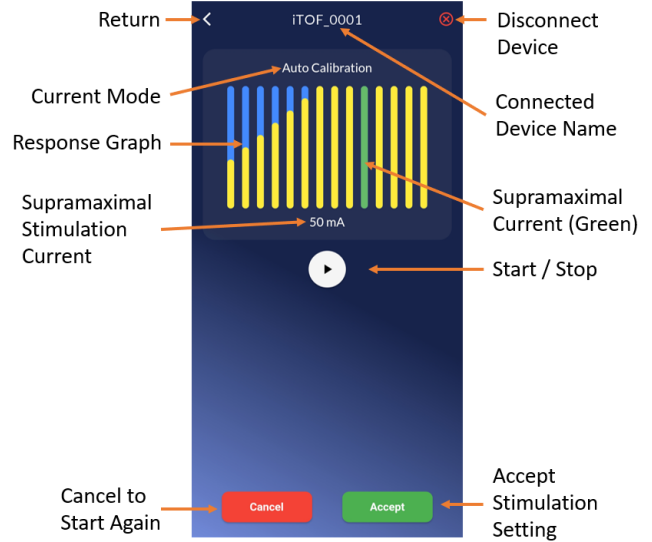 Return
iTOF_0001
Disconnect
Device
Auto Calibration
Current Mode
Connected
Device Name
Response Graph
Supramaximal
Stimulation
Current
Supramaximal
Current (Green)
50 mA
Start / Stop
Cancel to
Start Again
Cancel
Accept
Accept
Stimulation
Setting